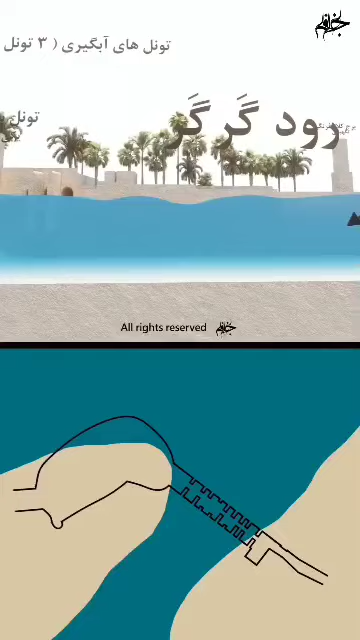 تونل های آبگیری ( ۳ تونل
تونل
رود گَرگَر
All rights reserved